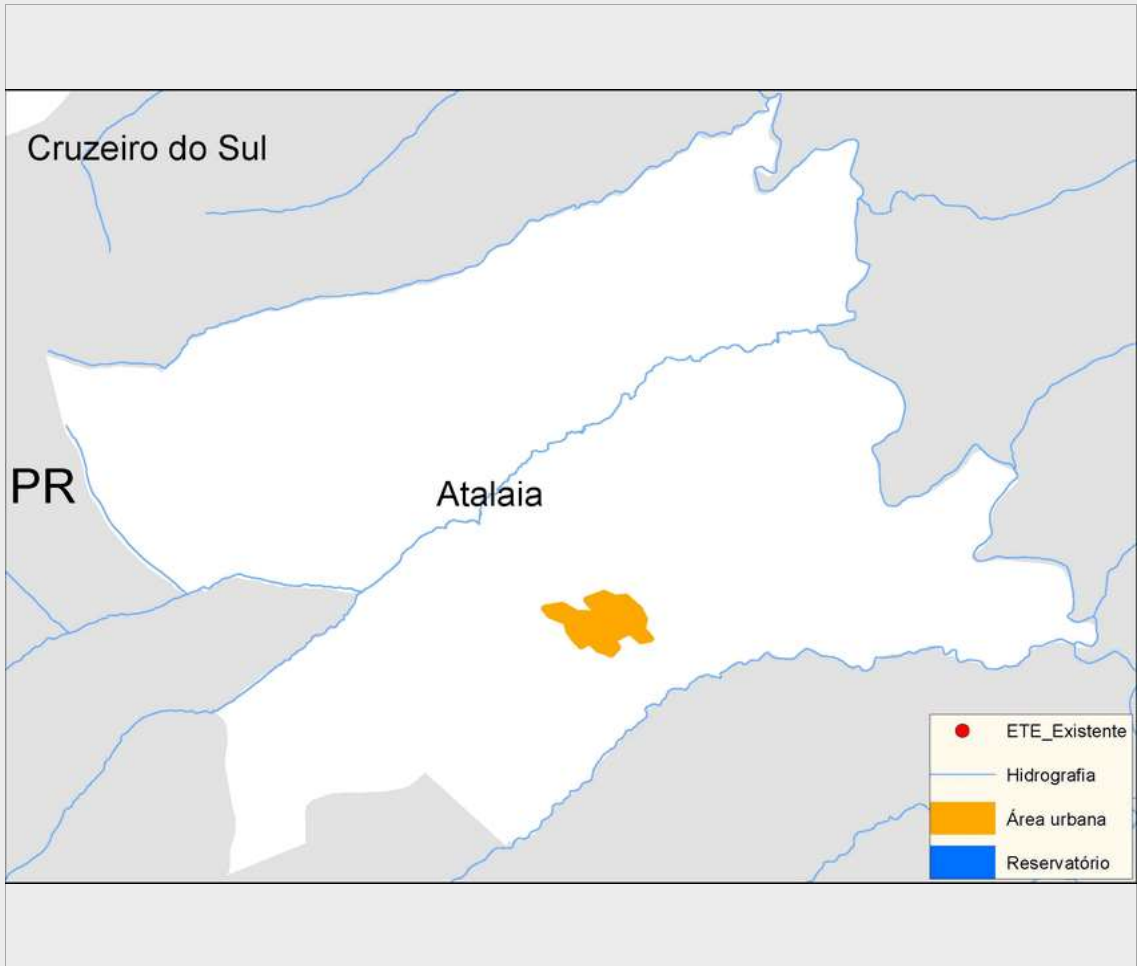 Cruzeiro do Sul
PR
Atalaia
ETE_Existente
Hidrografia
Área urbana
Reservatório